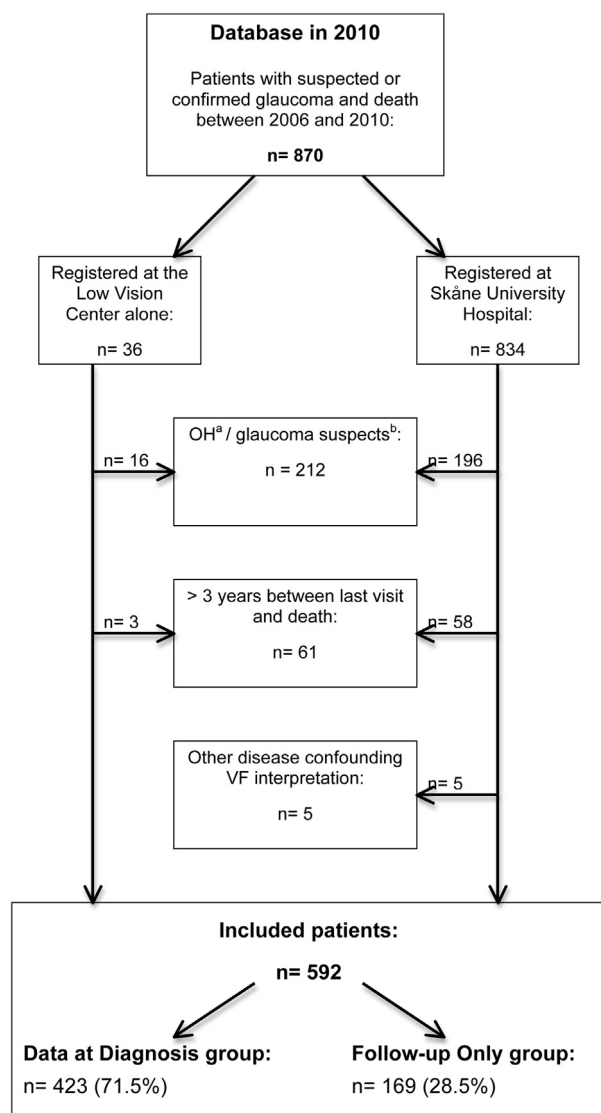 Database in 2010
Patients with suspected or
confirmed glaucoma and death
between 2006 and 2010:
n= 870
Registered at the
Low Vision
Center alone:
n= 36
Registered at
Skåne University
Hospital:
n= 834
OHᵃ / glaucoma suspectsᵇ:
n = 212
n= 16
n= 196
> 3 years between last visit
and death:
n= 61
n= 3
n= 58
Other disease confounding
VF interpretation:
n= 5
n= 5
Included patients:
n= 592
Data at Diagnosis group:
n= 423 (71.5%)
Follow-up Only group:
n= 169 (28.5%)